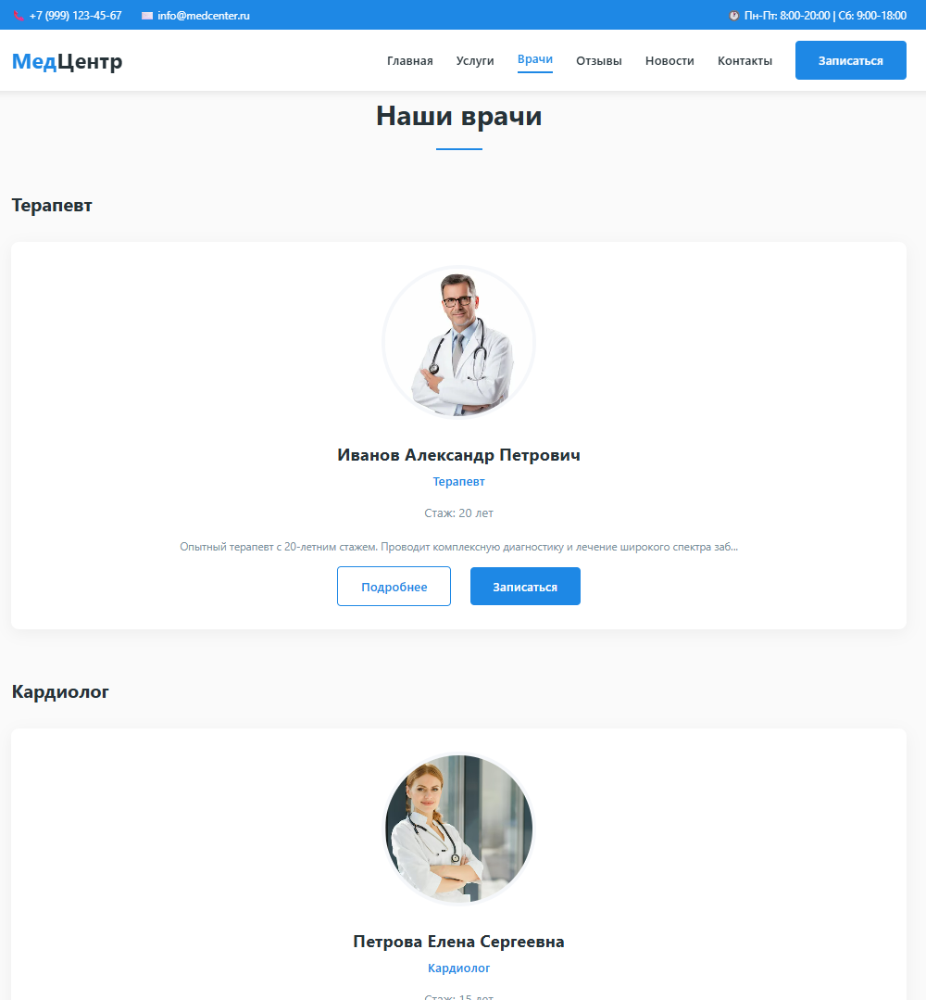 +7 (999) 123-45-67 info@medcenter.ru Пн-Пт: 8:00-20:00 | Сб: 9:00-18:00
МедЦентр Главная Услуги Врачи Отзывы Новости Контакты Записаться
Наши врачи
Терапевт
Иванов Александр Петрович
Терапевт
Стаж: 20 лет
Опытный терапевт с 20-летним стажем. Проводит комплексную диагностику и лечение широкого спектра заб...
Подробнее Записаться
Кардиолог
Петрова Елена Сергеевна
Кардиолог
Стаж: 15 лет